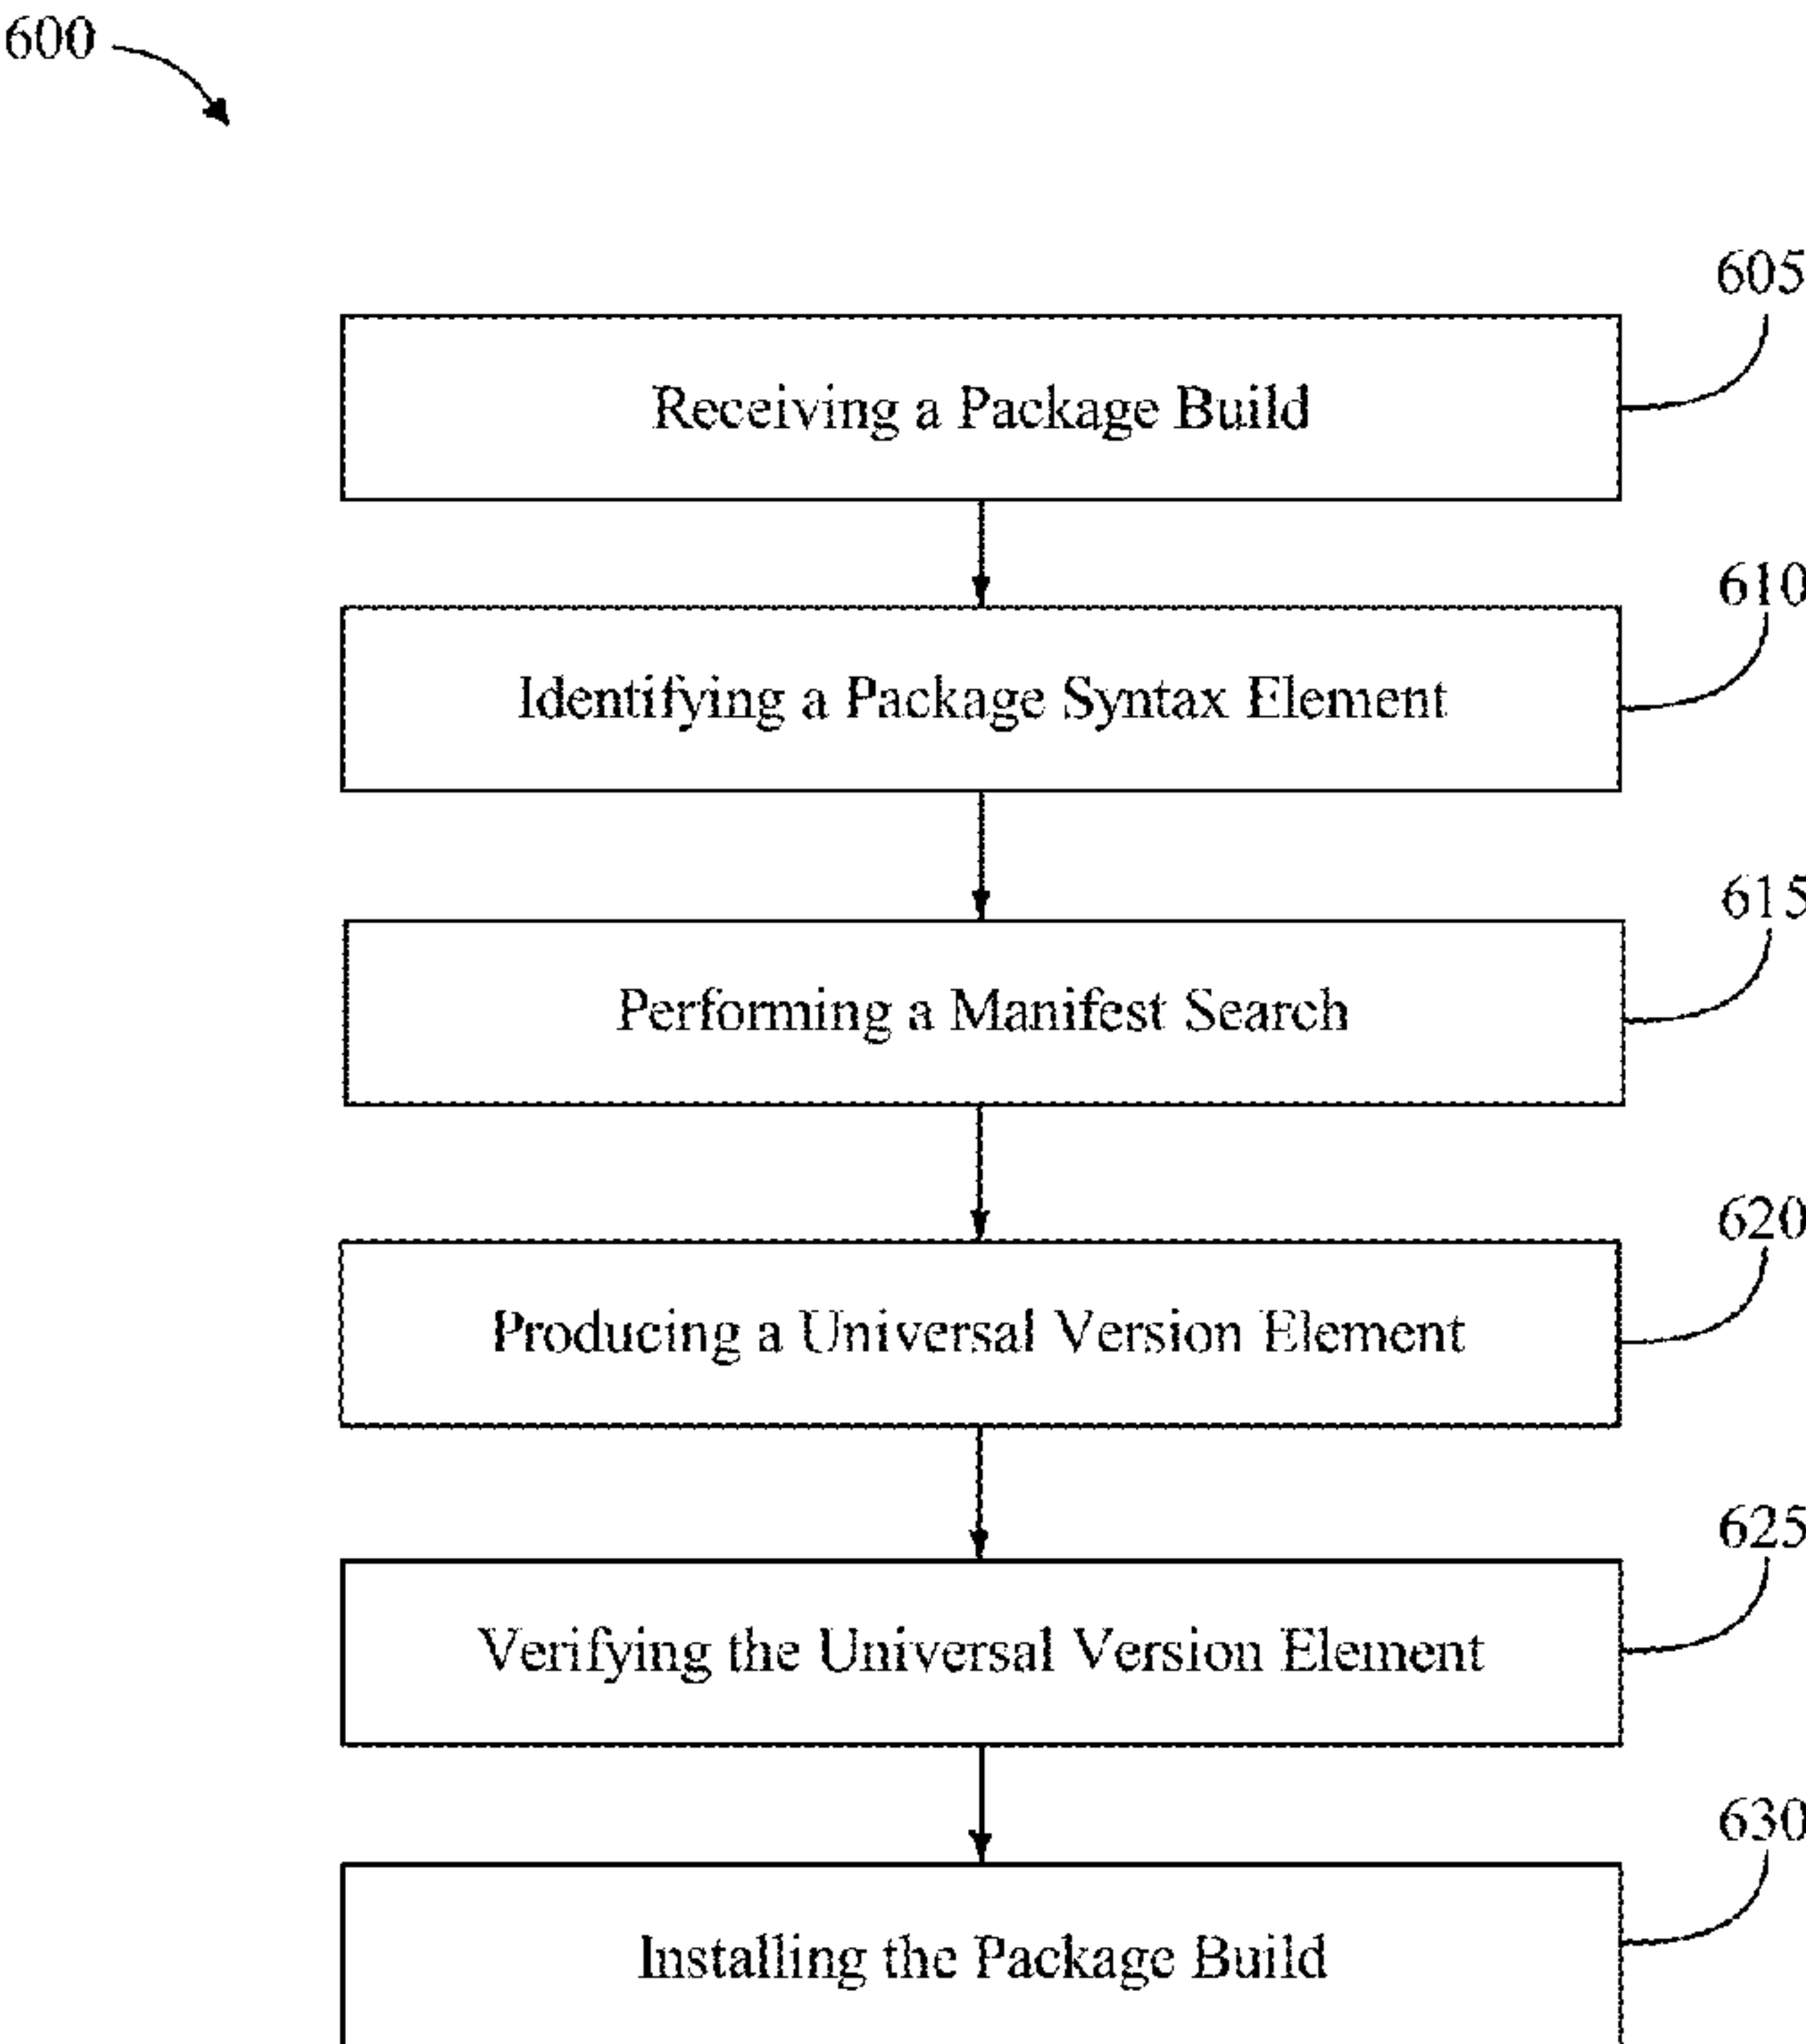 600
605
Receiving a Package Build
610
Identifying a Package Syntax Element
615
Performing a Manifest Search
620
Producing a Universal Version Element
625
Verifying the Universal Version Element
630
Installing the Package Build